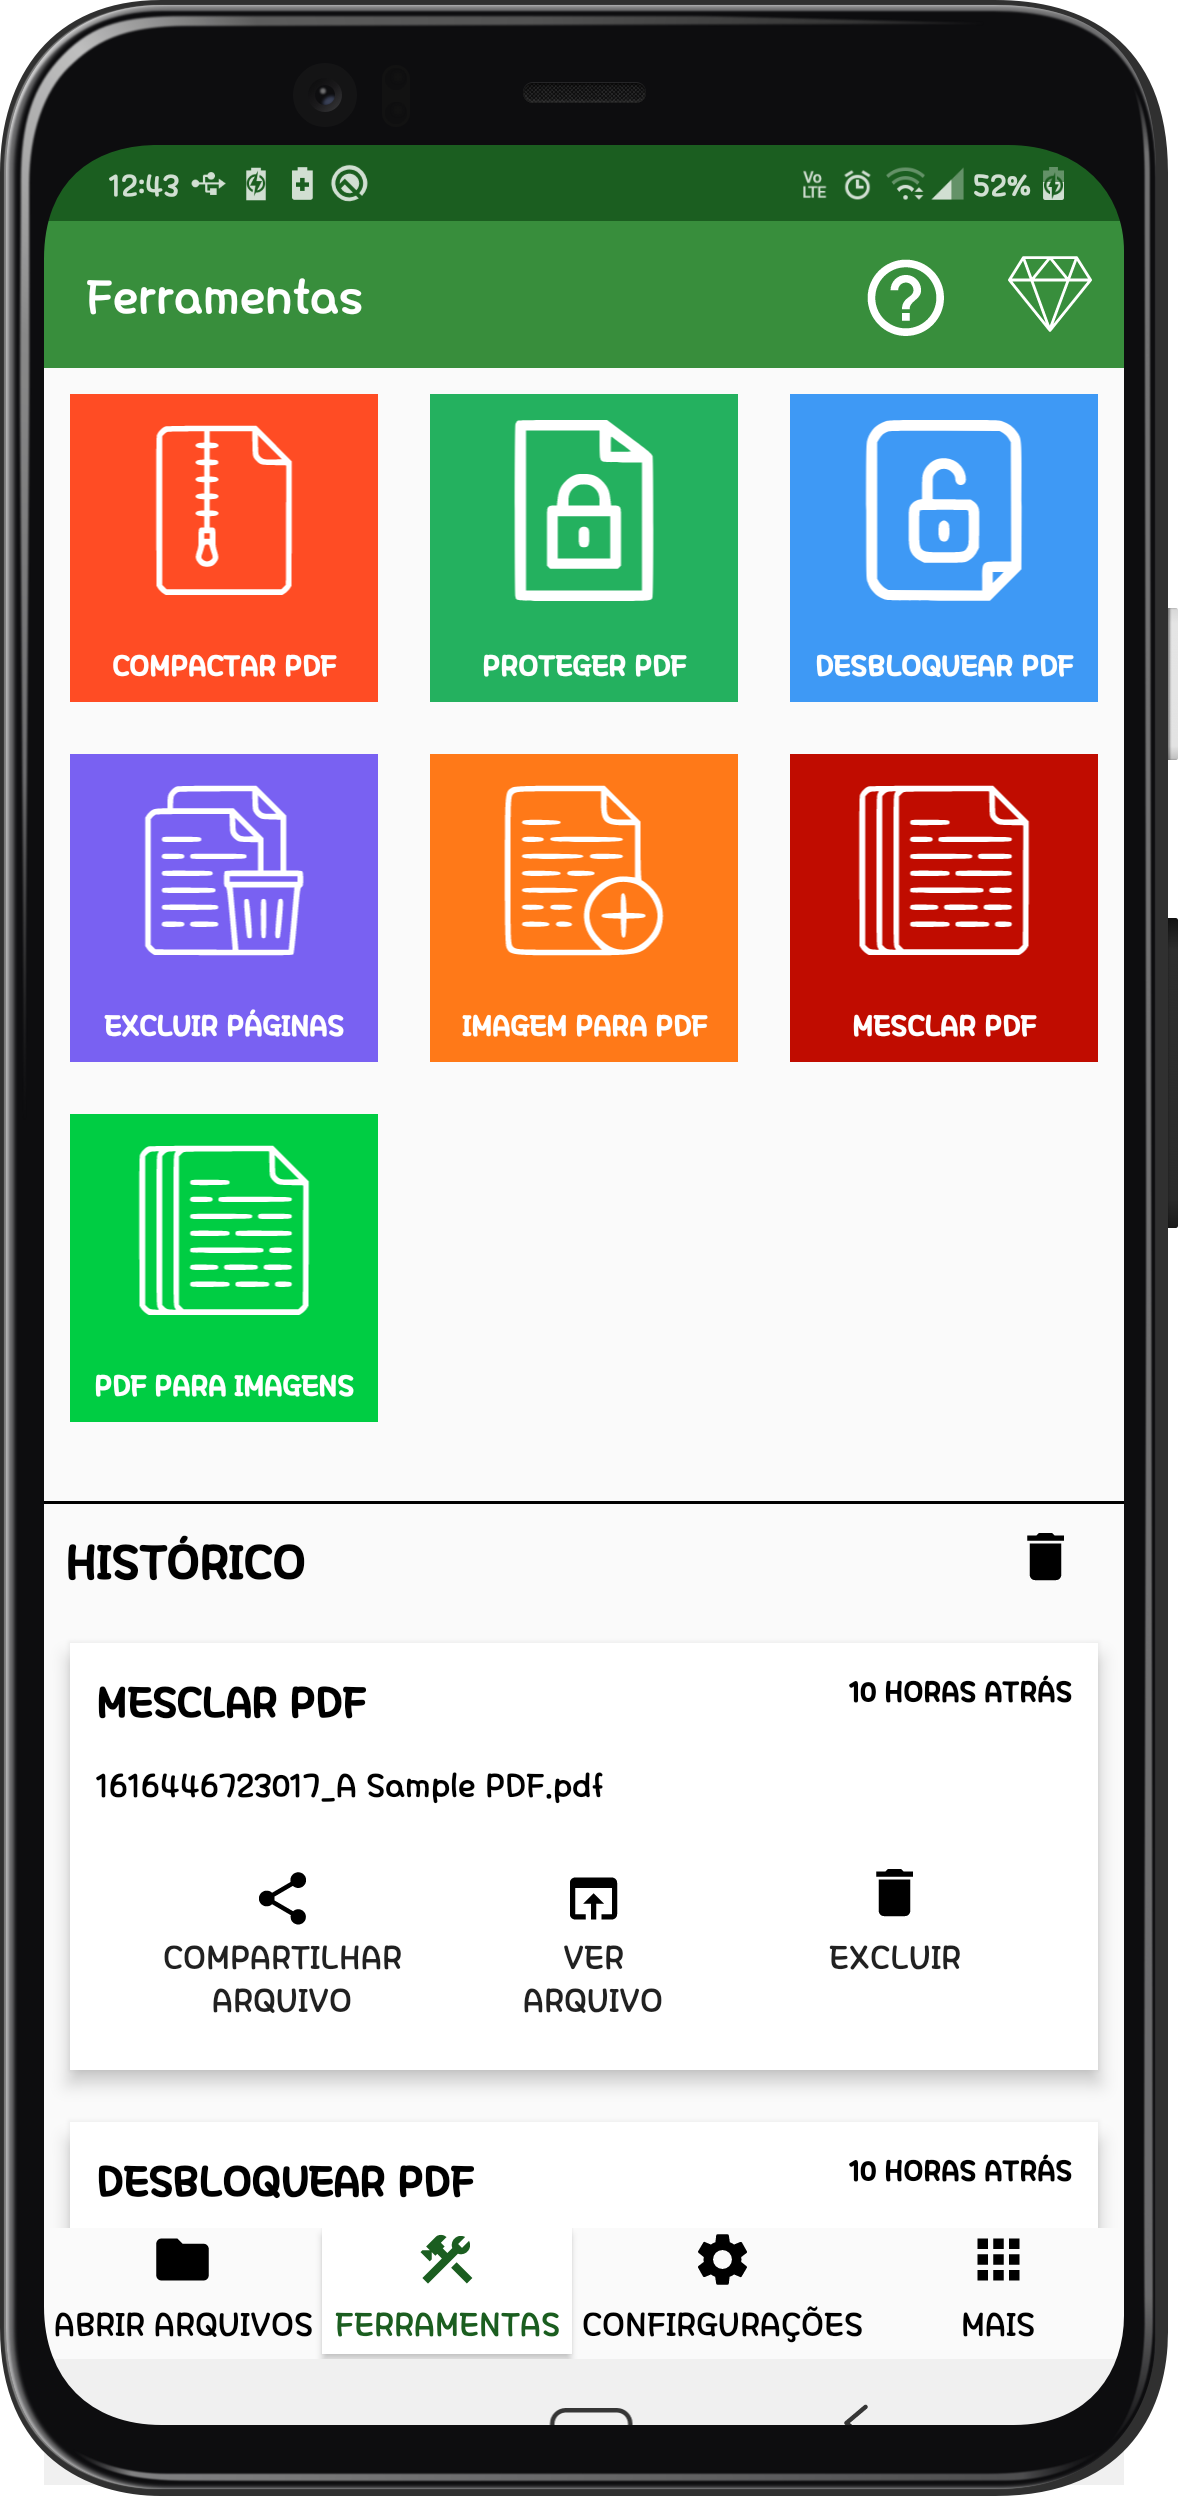 12:43
Vo LTE 52%
Ferramentas
COMPACTAR PDF
PROTEGER PDF
DESBLOQUEAR PDF
EXCLUIR PÁGINAS
IMAGEM PARA PDF
MESCLAR PDF
PDF PARA IMAGENS
HISTÓRICO
MESCLAR PDF
10 HORAS ATRÁS
1616446723017_A Sample PDF.pdf
COMPARTILHAR
ARQUIVO
VER
ARQUIVO
EXCLUIR
DESBLOQUEAR PDF
10 HORAS ATRÁS
ABRIR ARQUIVOS
FERRAMENTAS
CONFIRGURAÇÕES
MAIS